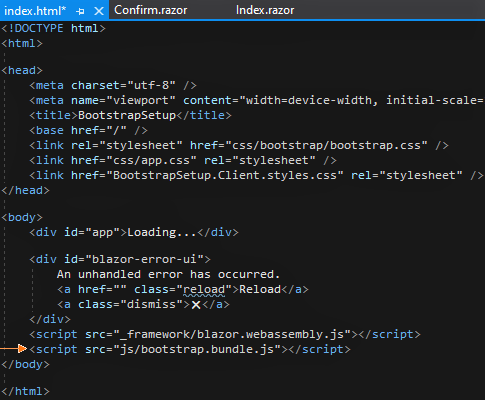 index.html* Confirm.razor Index.razor
<!DOCTYPE html>
<html>
<head>
<meta charset="utf-8" />
<meta name="viewport" content="width=device-width, initial-scale=
<title>BootstrapSetup</title>
<base href="/" />
<link rel="stylesheet" href="css/bootstrap/bootstrap.css" />
<link href="css/app.css" rel="stylesheet" />
<link href="BootstrapSetup.Client.styles.css" rel="stylesheet" />
</head>
<body>
<div id="app">Loading...</div>
<div id="blazor-error-ui">
An unhandled error has occurred.
<a href="" class="reload">Reload</a>
<a class="dismiss">🗙</a>
</div>
<script src="_framework/blazor.webassembly.js"></script>
<script src="js/bootstrap.bundle.js"></script>
</body>
</html>